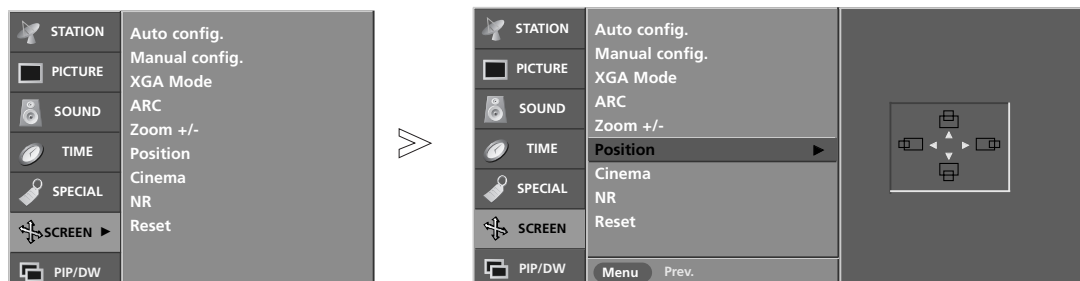 STATION
PICTURE
SOUND
TIME
SPECIAL
SCREEN
PIP/DW
Auto config.
Manual config.
XGA Mode
ARC
Zoom +/-
Position
Cinema
NR
Reset
STATION
PICTURE
SOUND
TIME
SPECIAL
SCREEN
PIP/DW
Auto config.
Manual config.
XGA Mode
ARC
Zoom +/-
Position
Cinema
NR
Reset
Menu Prev.